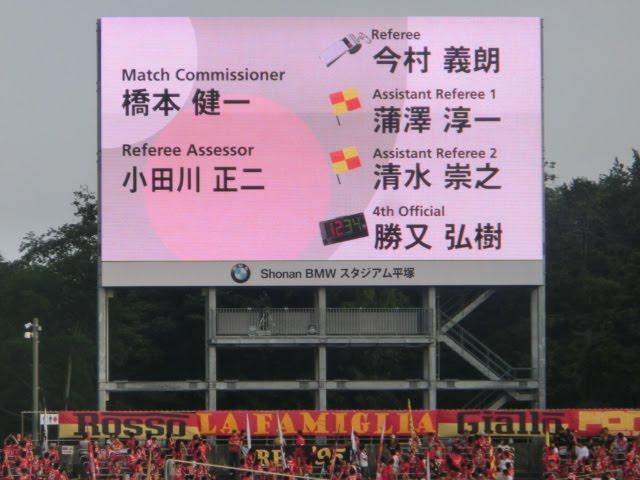 Match Commissioner
橋本 健一
Referee Assessor
小田川 正二
Referee
今村 義朗
Assistant Referee 1
蒲澤 淳一
Assistant Referee 2
清水 崇之
1234
4th Official
勝又 弘樹
BMW
Shonan BMW スタジアム平塚
Rosso LA FAMIGLIA Giallo